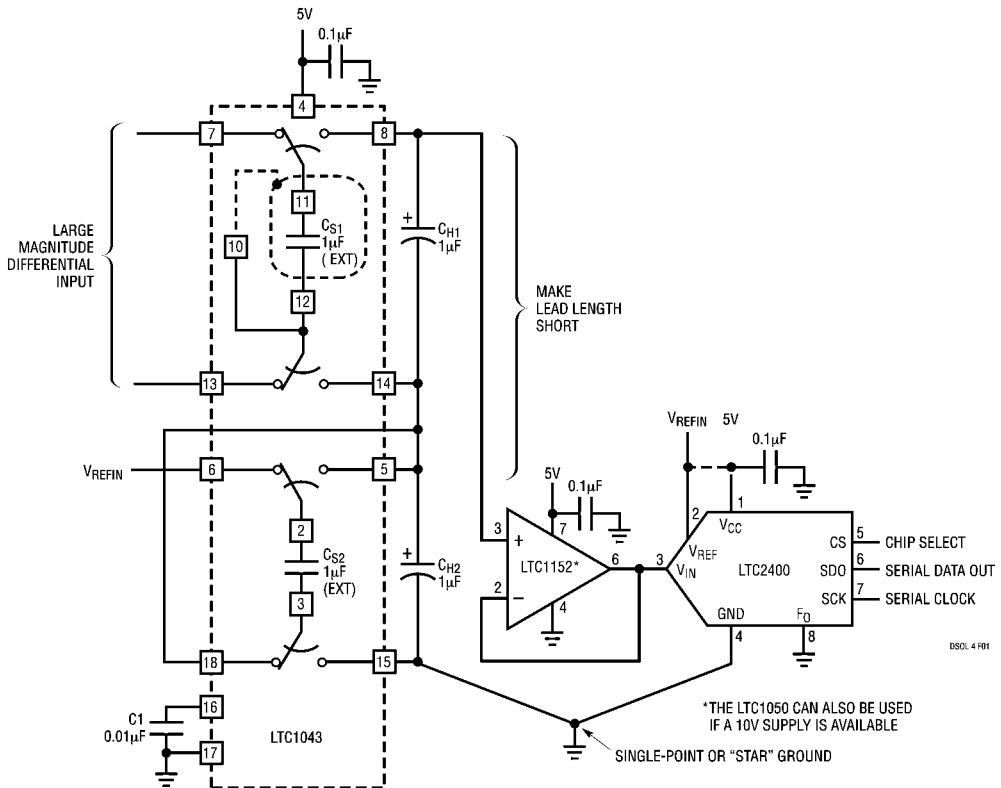 5V
0.1µF
4
7
8
11
CS1
1µF
( EXT)
10
12
CH1
1µF
LARGE
MAGNITUDE
DIFFERENTIAL
INPUT
MAKE
LEAD LENGTH
SHORT
13
14
VREFIN
6
5
2
CS2
1µF
(EXT)
3
CH2
1µF
18
15
16
C1
0.01µF
17
LTC1043
5V
0.1µF
3
7
+
LTC1152*
6
2
–
4
VREFIN
5V
0.1µF
2
1
VCC
VREF
3
VIN
LTC2400
CS
5
CHIP SELECT
SDO
6
SERIAL DATA OUT
SCK
7
SERIAL CLOCK
GND
FO
4
8
DSOL 4 F01
*THE LTC1050 CAN ALSO BE USED
IF A 10V SUPPLY IS AVAILABLE
SINGLE-POINT OR “STAR” GROUND
+
+